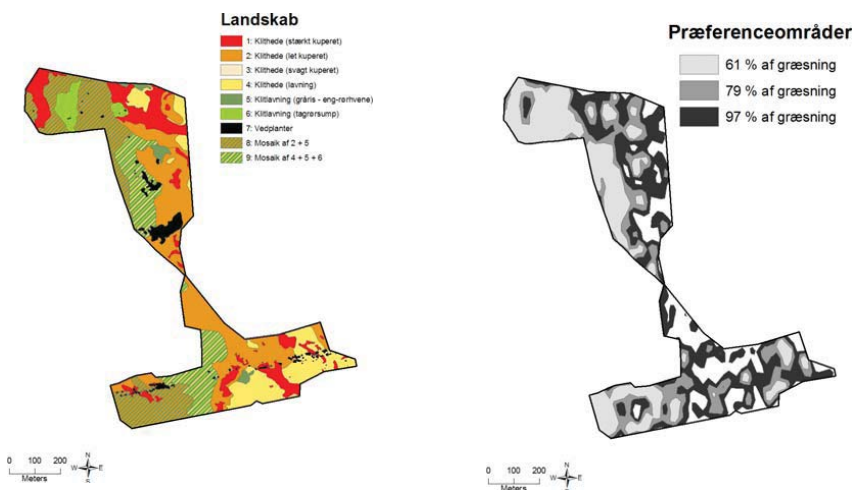 Landskab
1: Klithede (stærkt kuperet)
2: Klithede (let kuperet)
3: Klithede (svagt kuperet)
4: Klithede (lavning)
5: Klitlavning (gråris - eng-rørhvene)
6: Klitlavning (tagrørsump)
7: Vedplanter
8: Mosaik af 2 + 5
9: Mosaik af 4 + 5 + 6
0 100 200
Meters
N
W E
S
Præferenceområder
61 % af græsning
79 % af græsning
97 % af græsning
0 100 200
Meters
N
W E
S